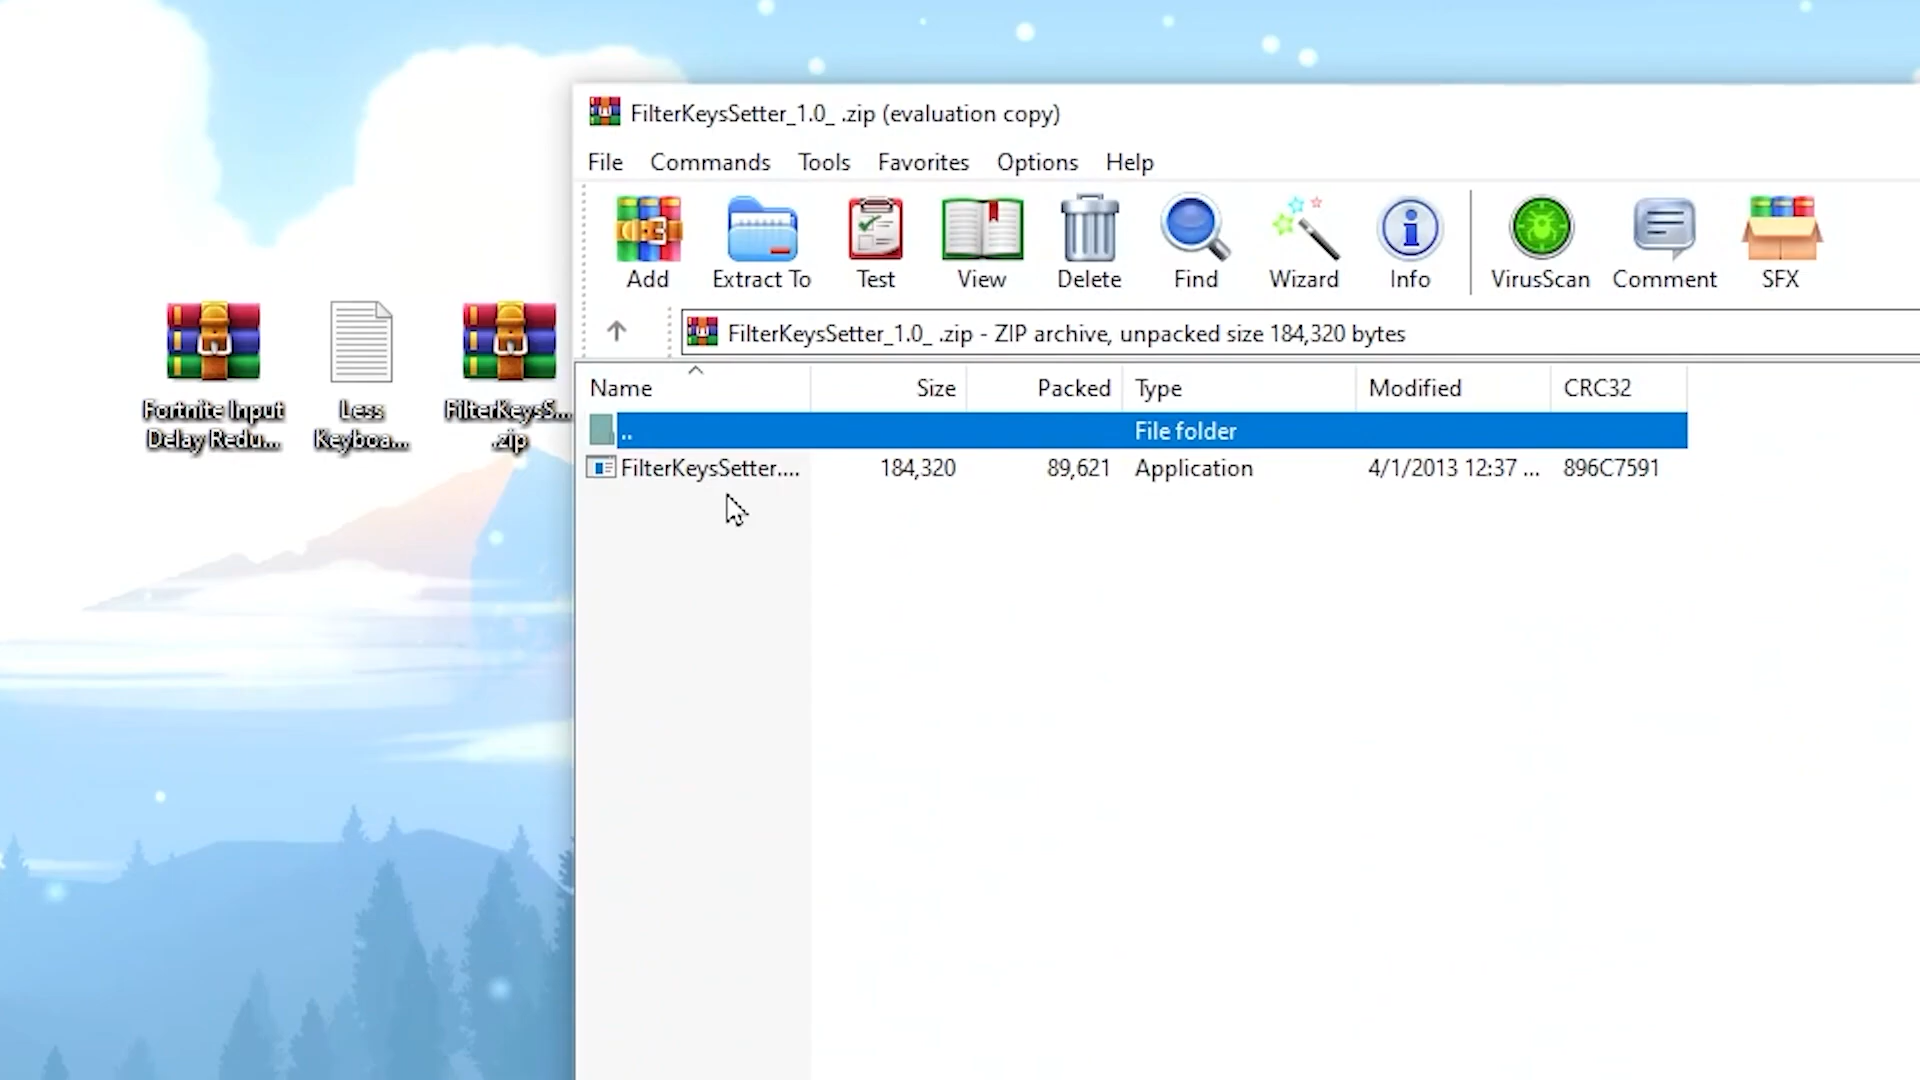 FilterKeysSetter_1.0_ .zip (evaluation copy)
File Commands Tools Favorites Options Help
Add Extract To Test View Delete Find Wizard Info VirusScan Comment SFX
FilterKeysSetter_1.0_ .zip - ZIP archive, unpacked size 184,320 bytes
Name Size Packed Type Modified CRC32
.. File folder
FilterKeysSetter.... 184,320 89,621 Application 4/1/2013 12:37 ... 896C7591
Fortnite Input
Delay Redu...
Less
Keyboa...
FilterKeysS...
.zip